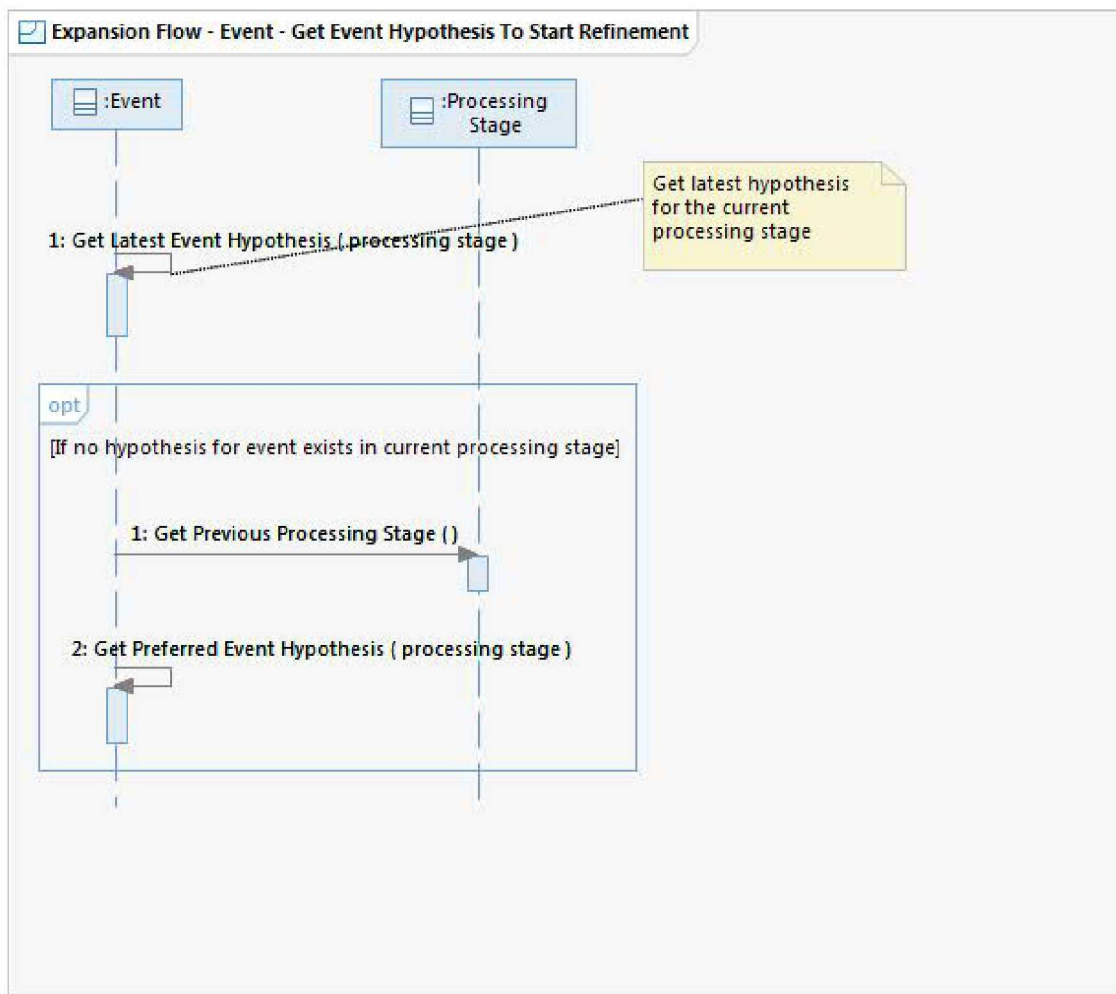 Expansion Flow - Event - Get Event Hypothesis To Start Refinement
:Event
:Processing
Stage
Get latest hypothesis
for the current
processing stage
1: Get Latest Event Hypothesis ( processing stage )
opt
[If no hypothesis for event exists in current processing stage]
1: Get Previous Processing Stage ( )
2: Get Preferred Event Hypothesis ( processing stage )